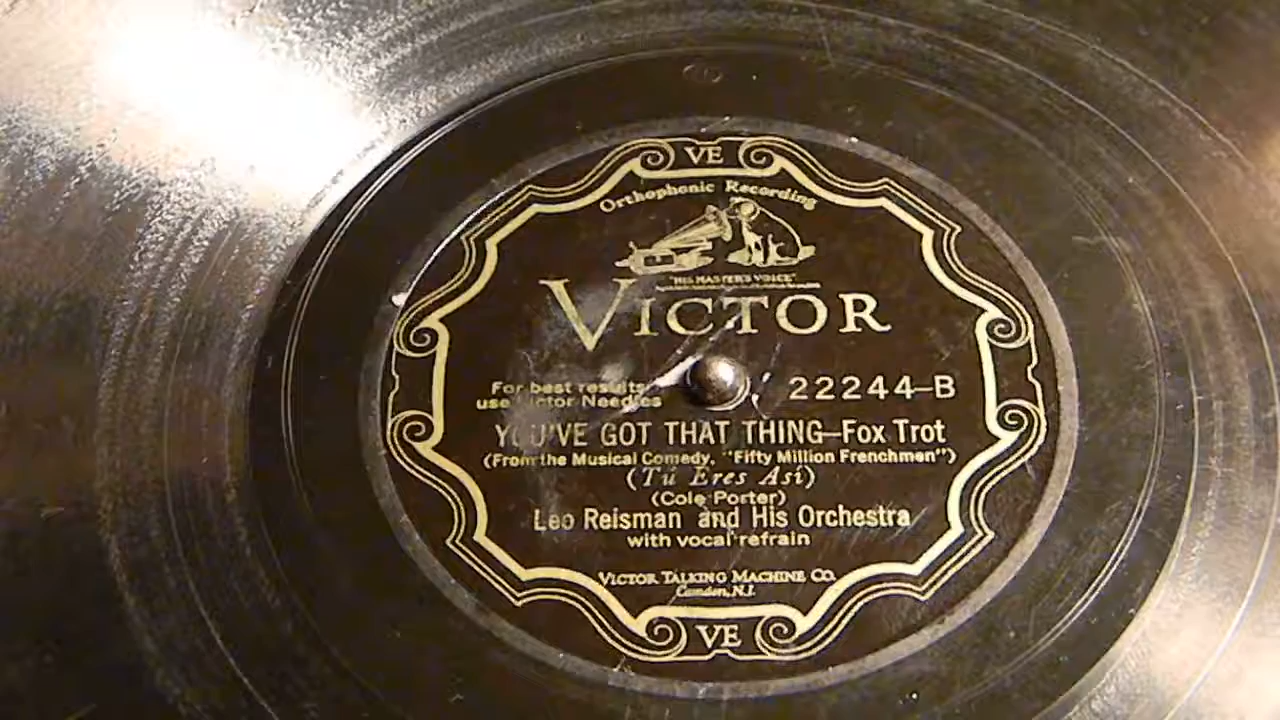 VE
Orthophonic Recording
"HIS MASTER'S VOICE"
VICTOR
For best results
use Victor Needles
22244-B
YOU'VE GOT THAT THING—Fox Trot
(From the Musical Comedy, "Fifty Million Frenchmen")
(Tú Eres Así)
(Cole Porter)
Leo Reisman and His Orchestra
with vocal refrain
VICTOR TALKING MACHINE CO.
Camden, N.J.
VE